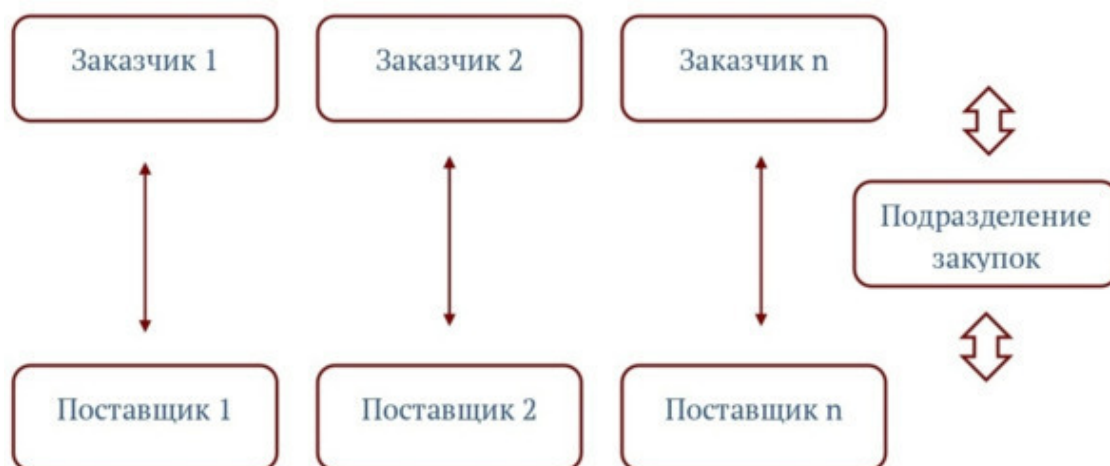 Заказчик 1
Заказчик 2
Заказчик n
Подразделение
закупок
Поставщик 1
Поставщик 2
Поставщик n